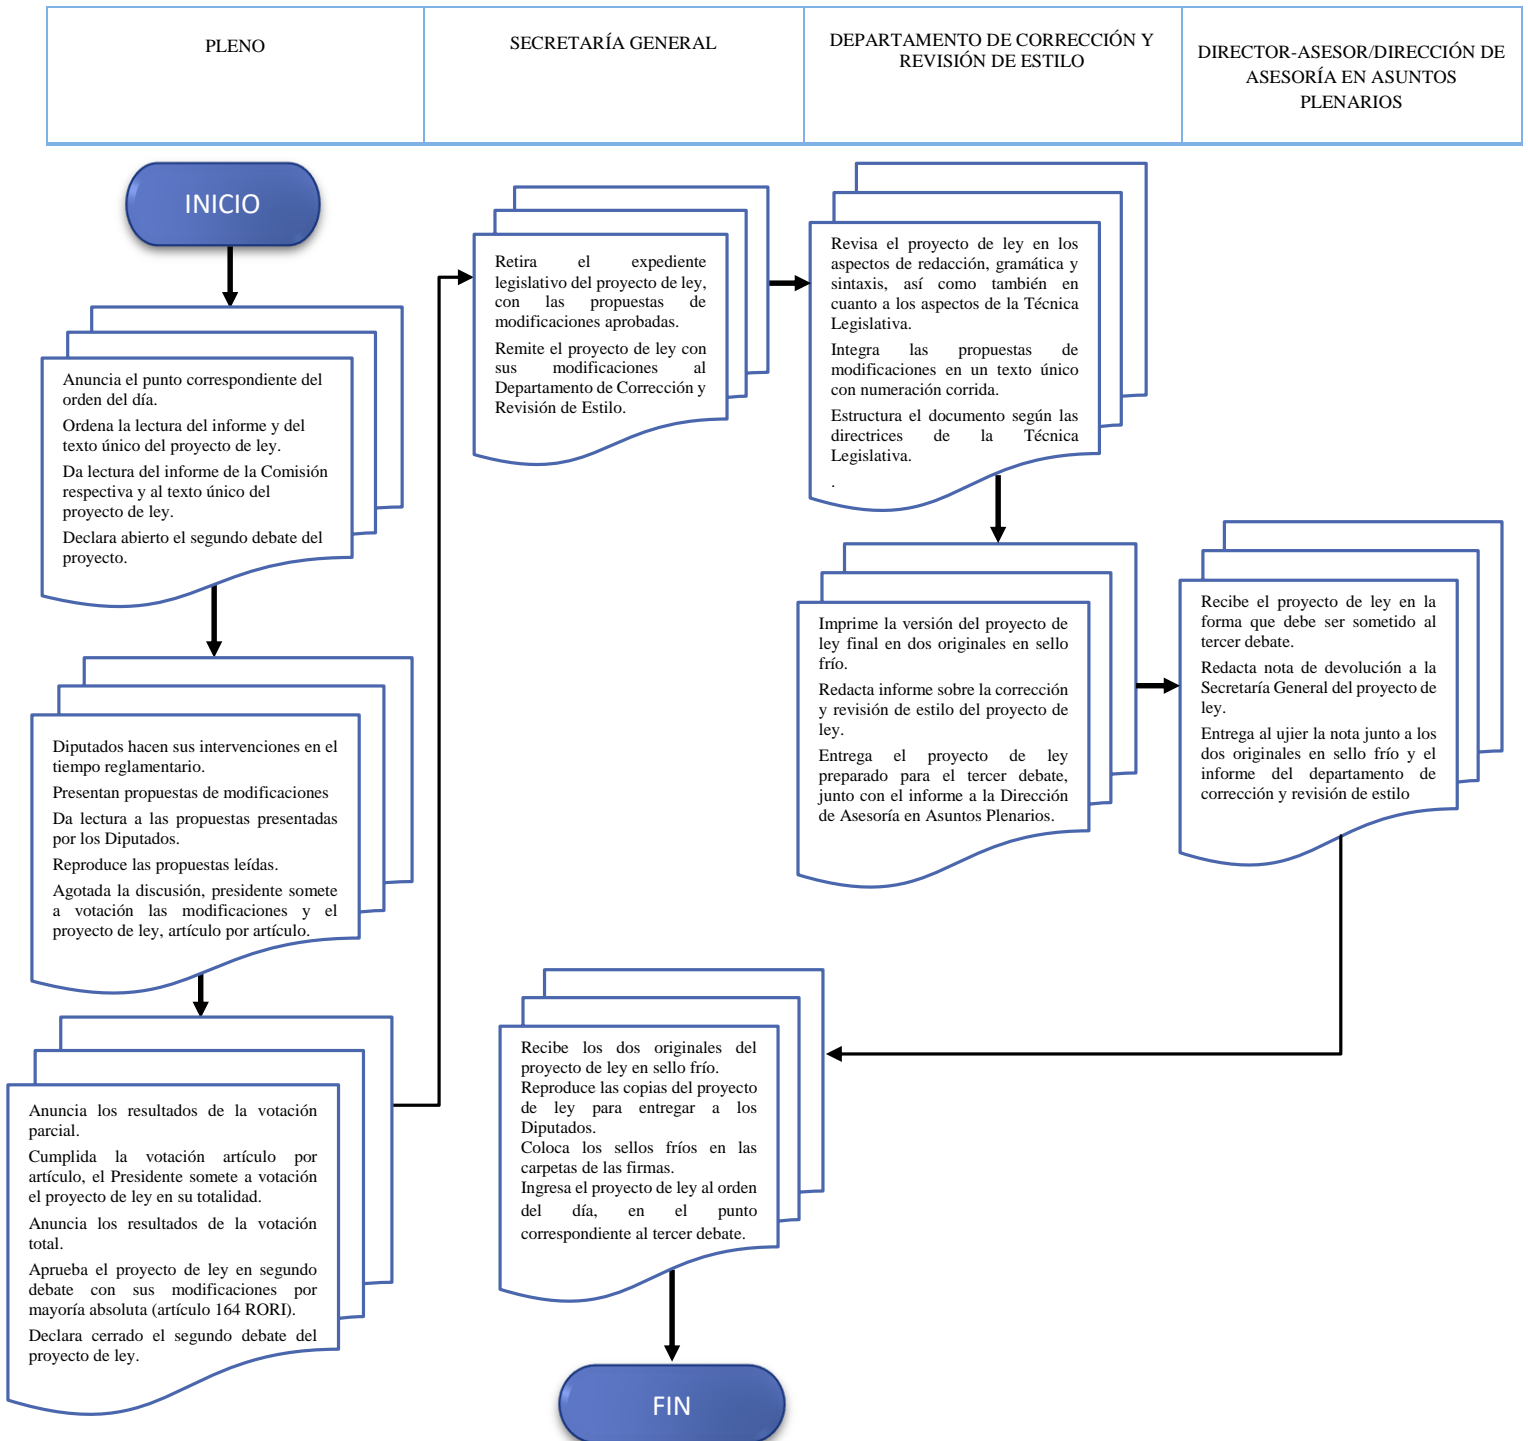 PLENO
SECRETARÍA GENERAL
DEPARTAMENTO DE CORRECCIÓN Y
REVISIÓN DE ESTILO
DIRECTOR-ASESOR/DIRECCIÓN DE
ASESORÍA EN ASUNTOS
PLENARIOS
INICIO
Anuncia el punto correspondiente del
orden del día.
Ordena la lectura del informe y del
texto único del proyecto de ley.
Da lectura del informe de la Comisión
respectiva y al texto único del
proyecto de ley.
Declara abierto el segundo debate del
proyecto.
Diputados hacen sus intervenciones en el
tiempo reglamentario.
Presentan propuestas de modificaciones
Da lectura a las propuestas presentadas
por los Diputados.
Reproduce las propuestas leídas.
Agotada la discusión, presidente somete
a votación las modificaciones y el
proyecto de ley, artículo por artículo.
Anuncia los resultados de la votación
parcial.
Cumplida la votación artículo por
artículo, el Presidente somete a votación
el proyecto de ley en su totalidad.
Anuncia los resultados de la votación
total.
Aprueba el proyecto de ley en segundo
debate con sus modificaciones por
mayoría absoluta (artículo 164 RORI).
Declara cerrado el segundo debate del
proyecto de ley.
Retira el expediente
legislativo del proyecto de ley,
con las propuestas de
modificaciones aprobadas.
Remite el proyecto de ley con
sus modificaciones al
Departamento de Corrección y
Revisión de Estilo.
Revisa el proyecto de ley en los
aspectos de redacción, gramática y
sintaxis, así como también en
cuanto a los aspectos de la Técnica
Legislativa.
Integra las propuestas de
modificaciones en un texto único
con numeración corrida.
Estructura el documento según las
directrices de la Técnica
Legislativa.
.
Imprime la versión del proyecto de
ley final en dos originales en sello
frío.
Redacta informe sobre la corrección
y revisión de estilo del proyecto de
ley.
Entrega el proyecto de ley
preparado para el tercer debate,
junto con el informe a la Dirección
de Asesoría en Asuntos Plenarios.
Recibe el proyecto de ley en la
forma que debe ser sometido al
tercer debate.
Redacta nota de devolución a la
Secretaría General del proyecto de
ley.
Entrega al ujier la nota junto a los
dos originales en sello frío y el
informe del departamento de
corrección y revisión de estilo
Recibe los dos originales del
proyecto de ley en sello frío.
Reproduce las copias del proyecto
de ley para entregar a los
Diputados.
Coloca los sellos fríos en las
carpetas de las firmas.
Ingresa el proyecto de ley al orden
del día, en el punto
correspondiente al tercer debate.
FIN